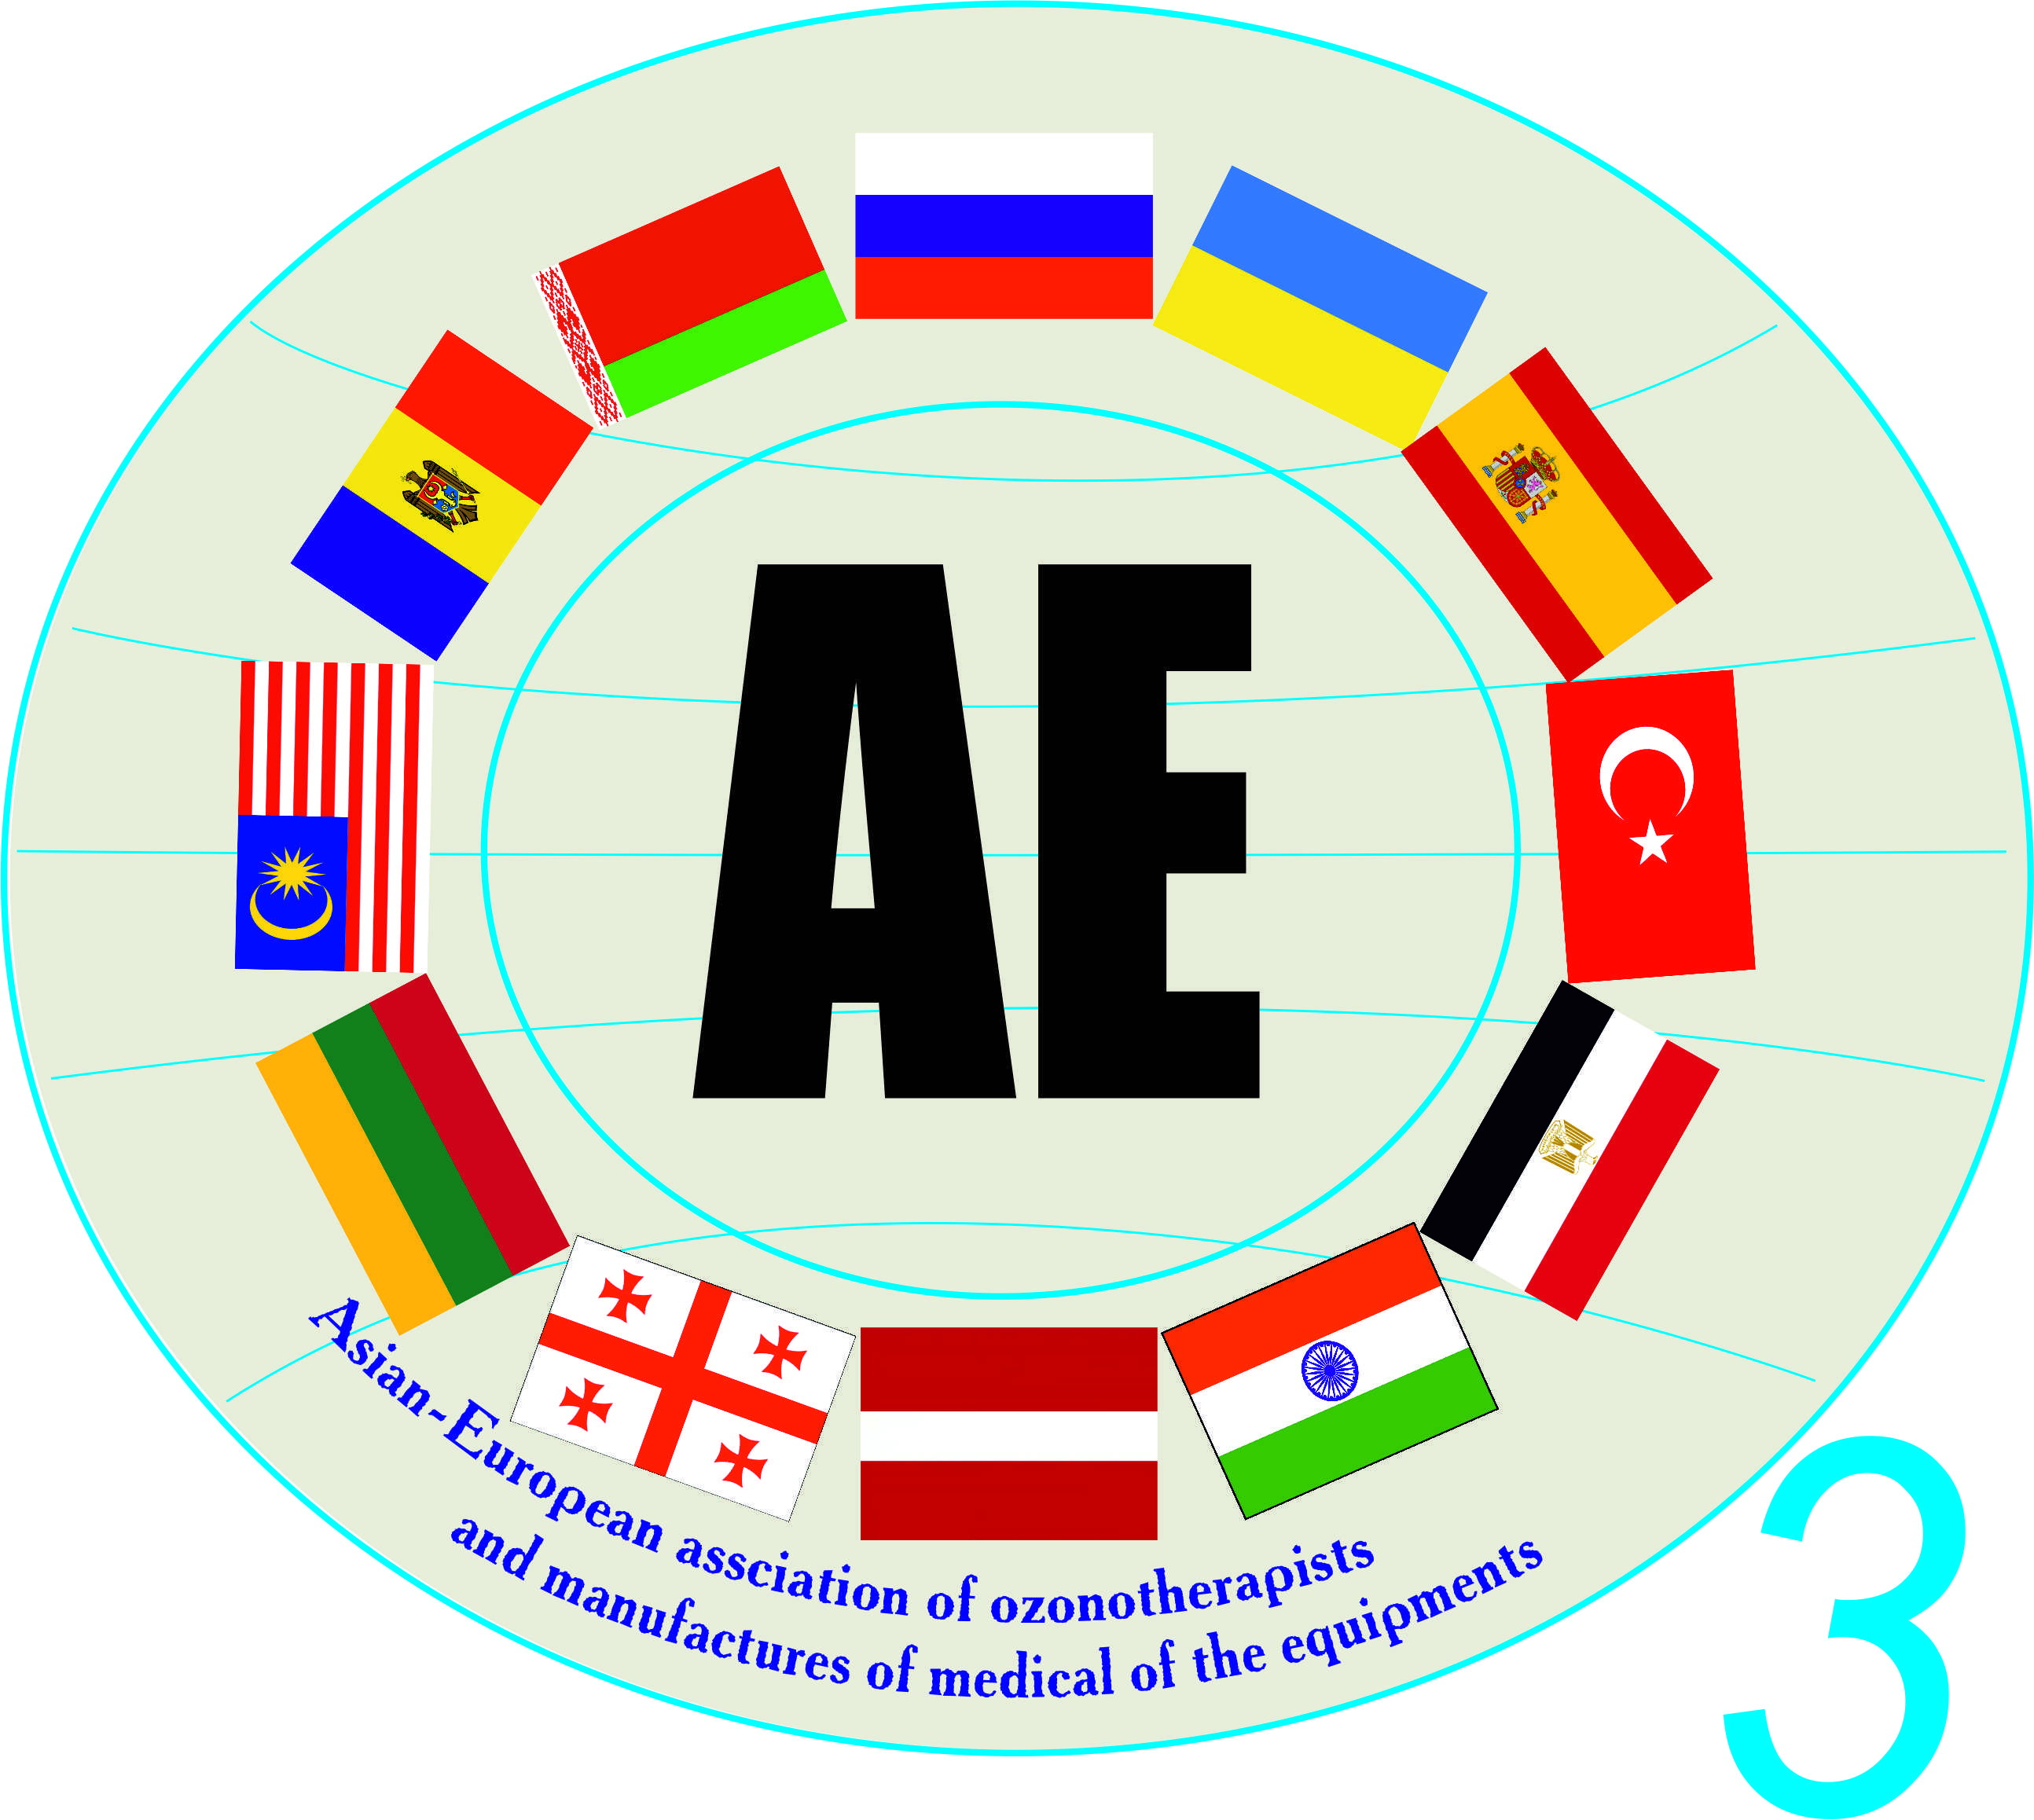 AE
Asian-European assciation of ozonotherapists
and manufactures of medical of the equipments
3